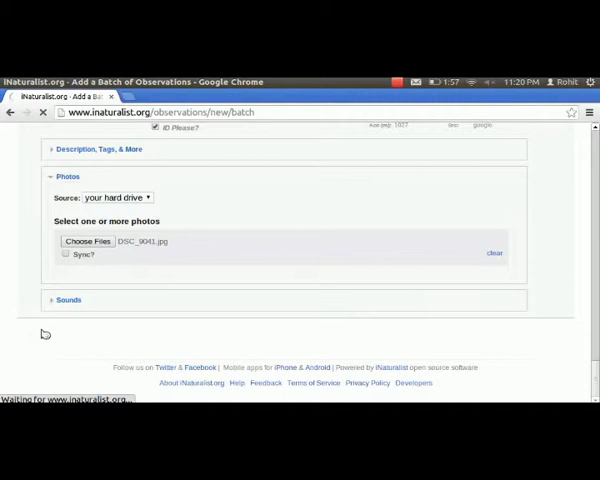 iNaturalist.org - Add a Batch of Observations - Google Chrome 1:57 11:20 PM Rohit
iNaturalist.org - Add a Bat
www.inaturalist.org/observations/new/batch
ID Please?
Acc (m): 1027
google
Description, Tags, & More
Photos
Source: your hard drive
Select one or more photos
Choose Files DSC_9041.jpg
Sync?
clear
Sounds
Follow us on Twitter & Facebook | Mobile apps for iPhone & Android | Powered by iNaturalist open source software
About iNaturalist.org Help Feedback Terms of Service Privacy Policy Developers
Waiting for www.inaturalist.org...